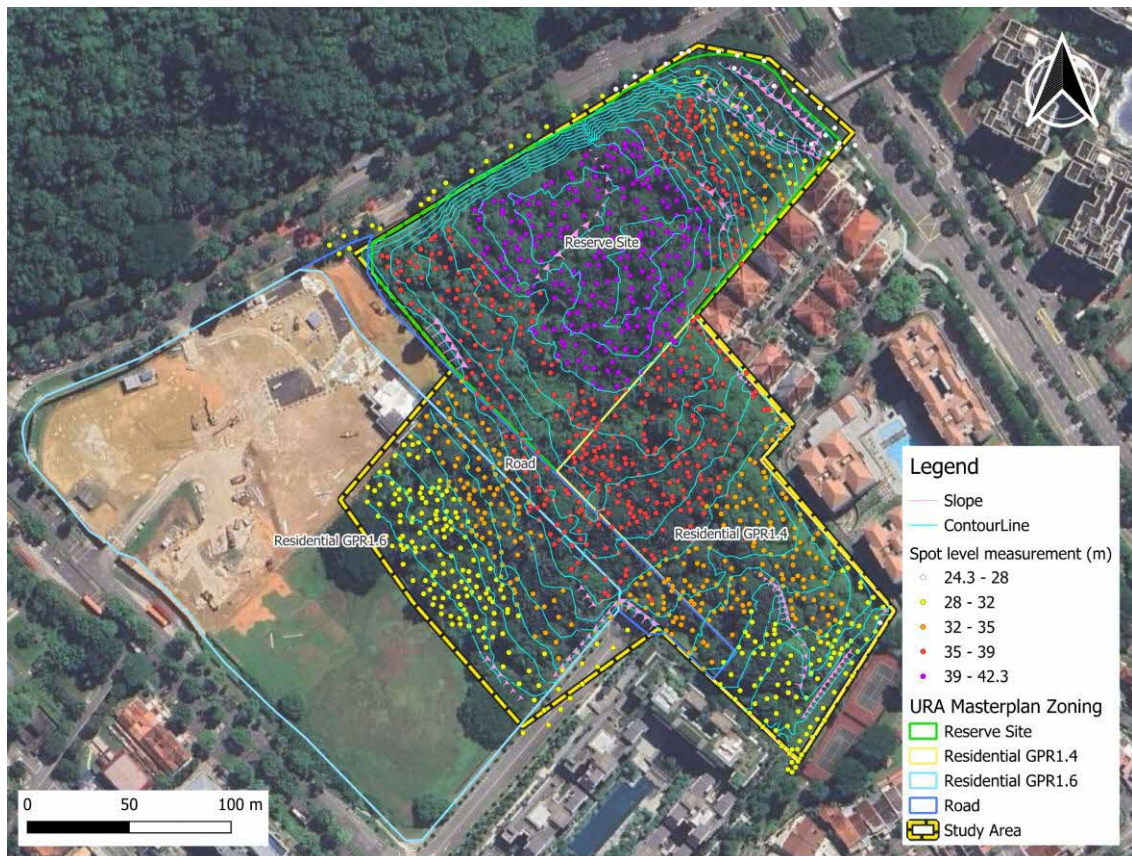 Reserve Site
Road
Residential GPR1.6
Residential GPR1.4
Legend
Slope
ContourLine
Spot level measurement (m)
24.3 - 28
28 - 32
32 - 35
35 - 39
39 - 42.3
URA Masterplan Zoning
Reserve Site
Residential GPR1.4
Residential GPR1.6
Road
Study Area
0 50 100 m